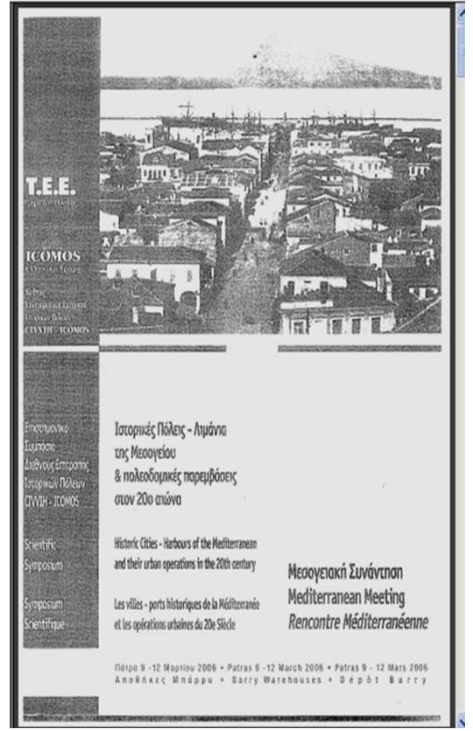 T.E.E.
ICOMOS
CIVVIH - ICOMOS
Επιστημονικό
Συμπόσιο
Διεθνούς Επιτροπής
Ιστορικών Πόλεων
CIVVIH - ICOMOS
Scientific
Symposium
Symposium
Scientifique
Ιστορικές Πόλεις - Λιμάνια
της Μεσογείου
& πολεοδομικές παρεμβάσεις
στον 20ο αιώνα
Historic Cities - Harbours of the Mediterranean
and their urban operations in the 20th century
Les villes - ports historiques de la Méditerranée
et les opérations urbaines du 20e Siècle
Μεσογειακή Συνάντηση
Mediterranean Meeting
Rencontre Méditerranéenne
Πάτρα 9 -12 Μαρτίου 2006 • Patras 9 -12 March 2006 • Patras 9 - 12 Mars 2006
Αποθήκες Μπάρρυ • Barry Warehouses • Dépôt Barry